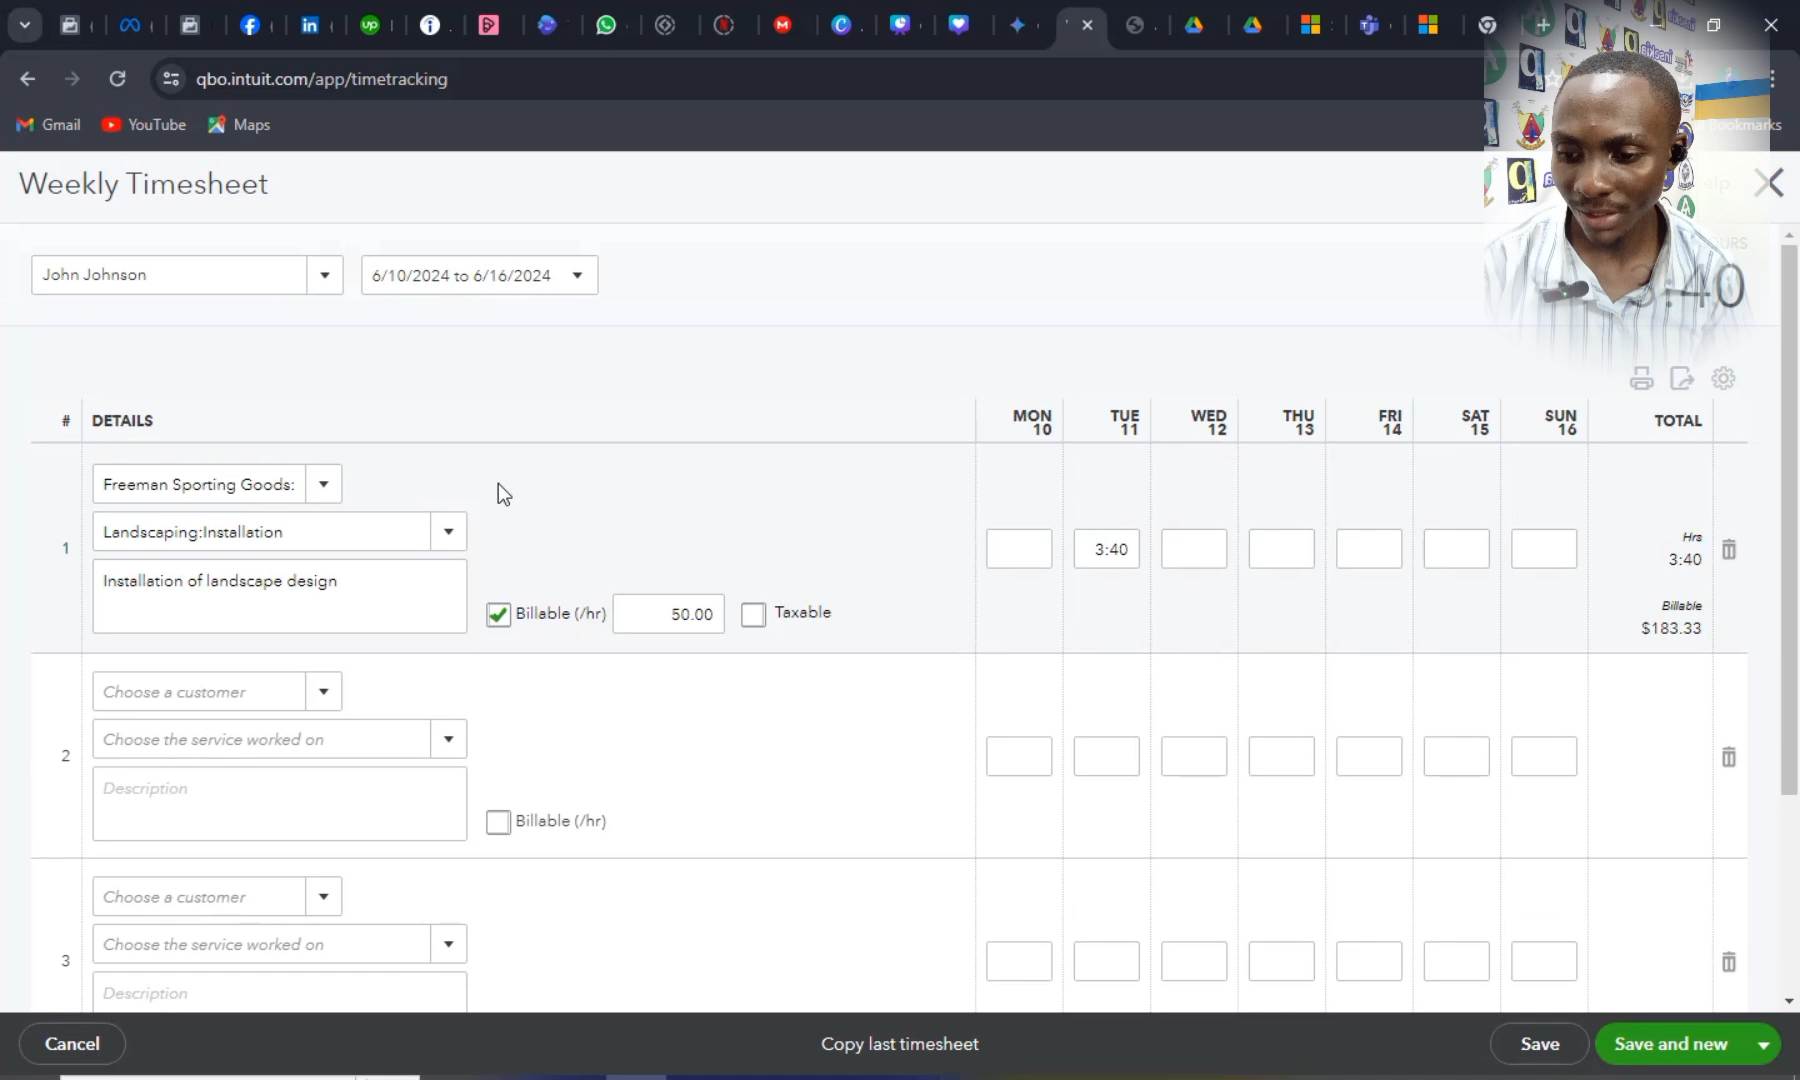 qbo.intuit.com/app/timetracking
Gmail YouTube Maps
Bookmarks
Weekly Timesheet
John Johnson 6/10/2024 to 6/16/2024
3:40
# DETAILS MON 10 TUE 11 WED 12 THU 13 FRI 14 SAT 15 SUN 16 TOTAL
Freeman Sporting Goods:
Landscaping:Installation
1
3:40
Hrs
3:40
Installation of landscape design
Billable (/hr) 50.00 Taxable
Billable
$183.33
Choose a customer
Choose the service worked on
2
Description
Billable (/hr)
Choose a customer
Choose the service worked on
3
Description
Cancel Copy last timesheet Save Save and new